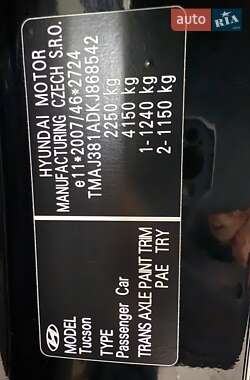 AUTO
RIA
HYUNDAI MOTOR
MANUFACTURING CZECH S.R.O.
e11*2007/46*2724
TMAJ381ADKJ868542
2250 kg
4150 kg
1-1240 kg
2-1150 kg
MODEL
Tucson
TYPE
Passenger Car
TRANS AXLE PAINT TRIM
PAE TRY